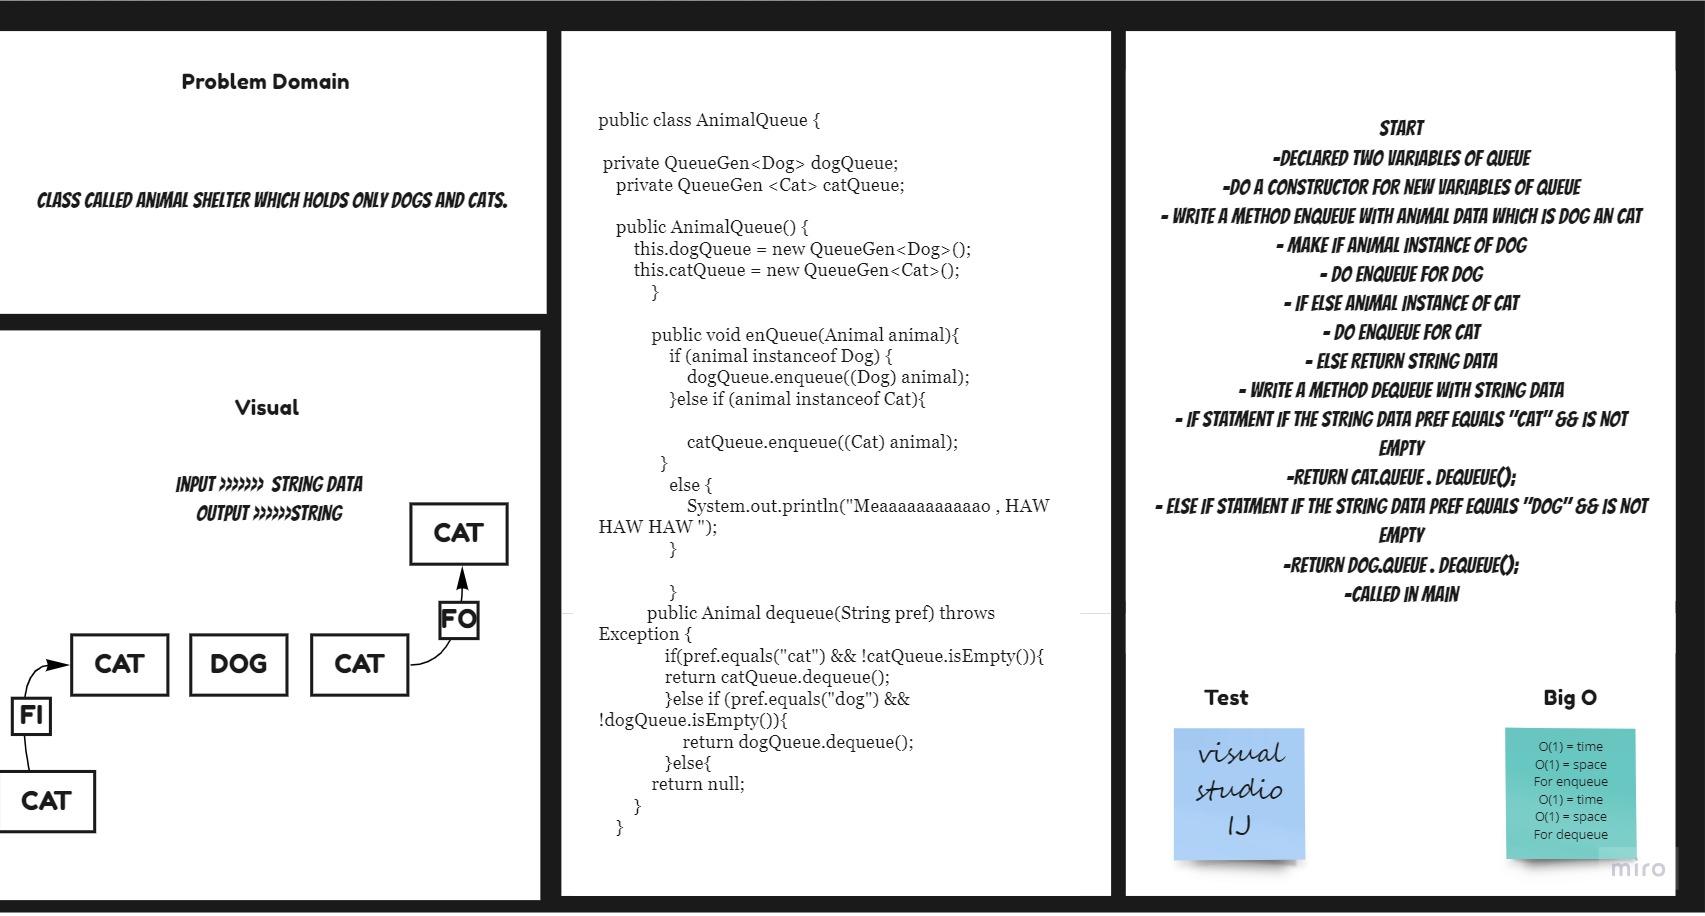 Problem Domain
CLASS CALLED ANIMAL SHELTER WHICH HOLDS ONLY DOGS AND CATS.
Visual
INPUT >>>>>>> STRING DATA
OUTPUT >>>>>>STRING
CAT
FO
CAT
DOG
CAT
FI
CAT
public class AnimalQueue {
private QueueGen<Dog> dogQueue;
private QueueGen <Cat> catQueue;
public AnimalQueue() {
this.dogQueue = new QueueGen<Dog>();
this.catQueue = new QueueGen<Cat>();
}
public void enQueue(Animal animal){
if (animal instanceof Dog) {
dogQueue.enqueue((Dog) animal);
}else if (animal instanceof Cat){
catQueue.enqueue((Cat) animal);
}
else {
System.out.println("Meaaaaaaaaaaao , HAW
HAW HAW ");
}
}
public Animal dequeue(String pref) throws
Exception {
if(pref.equals("cat") && !catQueue.isEmpty()){
return catQueue.dequeue();
}else if (pref.equals("dog") &&
!dogQueue.isEmpty()){
return dogQueue.dequeue();
}else{
return null;
}
}
START
-DECLARED TWO VARIABLES OF QUEUE
-DO A CONSTRUCTOR FOR NEW VARIABLES OF QUEUE
- WRITE A METHOD ENQUEUE WITH ANIMAL DATA WHICH IS DOG AN CAT
- MAKE IF ANIMAL INSTANCE OF DOG
- DO ENQUEUE FOR DOG
- IF ELSE ANIMAL INSTANCE OF CAT
- DO ENQUEUE FOR CAT
- ELSE RETURN STRING DATA
- WRITE A METHOD DEQUEUE WITH STRING DATA
- IF STATMENT IF THE STRING DATA PREF EQUALS "CAT" && IS NOT
EMPTY
-RETURN CAT.QUEUE . DEQUEUE();
- ELSE IF STATMENT IF THE STRING DATA PREF EQUALS "DOG" && IS NOT
EMPTY
-RETURN DOG.QUEUE . DEQUEUE();
-CALLED IN MAIN
Test
visual
studio
IJ
Big O
O(1) = time
O(1) = space
For enqueue
O(1) = time
O(1) = space
For dequeue
miro